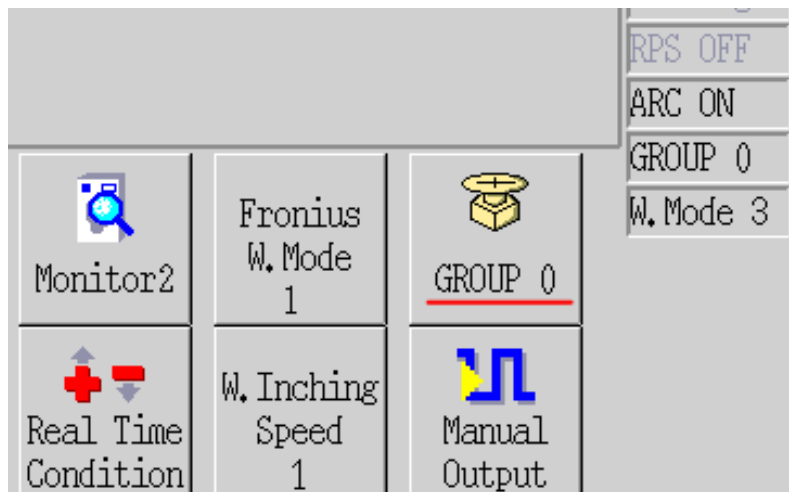 RPS OFF
ARC ON
GROUP 0
W.Mode 3
Monitor2
Fronius
W.Mode
1
GROUP 0
Real Time
Condition
W.Inching
Speed
1
Manual
Output